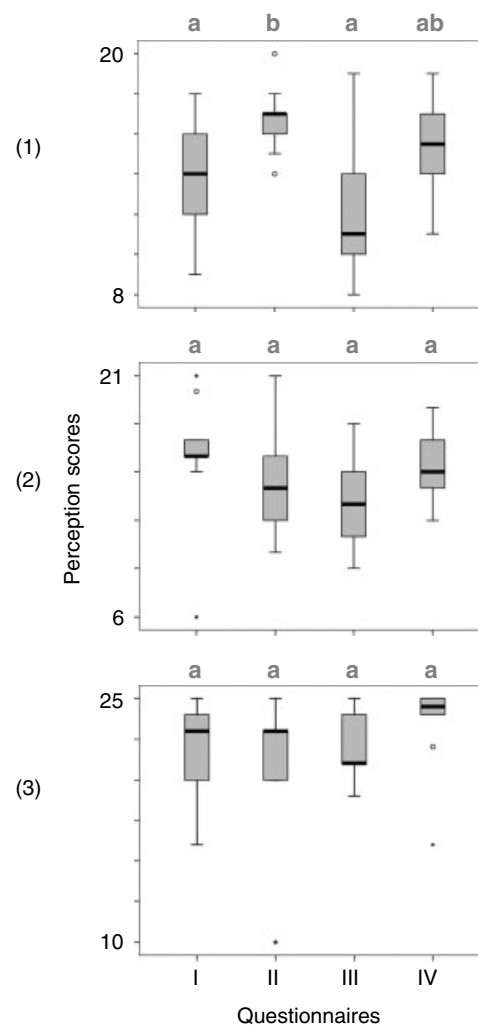 a b a ab
20
(1)
8
a a a a
21
(2)
Perception scores
6
a a a a
25
(3)
10
I II III IV
Questionnaires